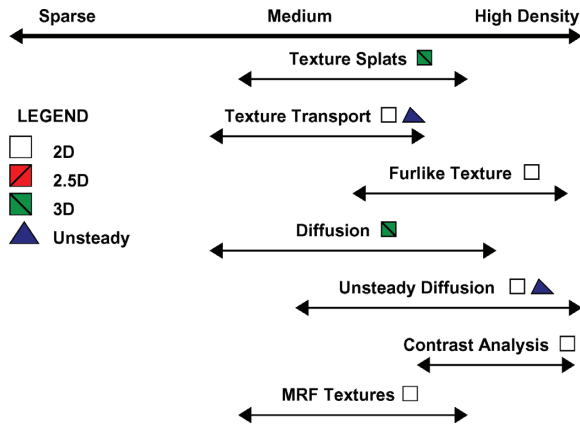 Sparse Medium High Density
Texture Splats
Texture Transport
LEGEND
2D
2.5D
3D
Unsteady
Furlike Texture
Diffusion
Unsteady Diffusion
Contrast Analysis
MRF Textures